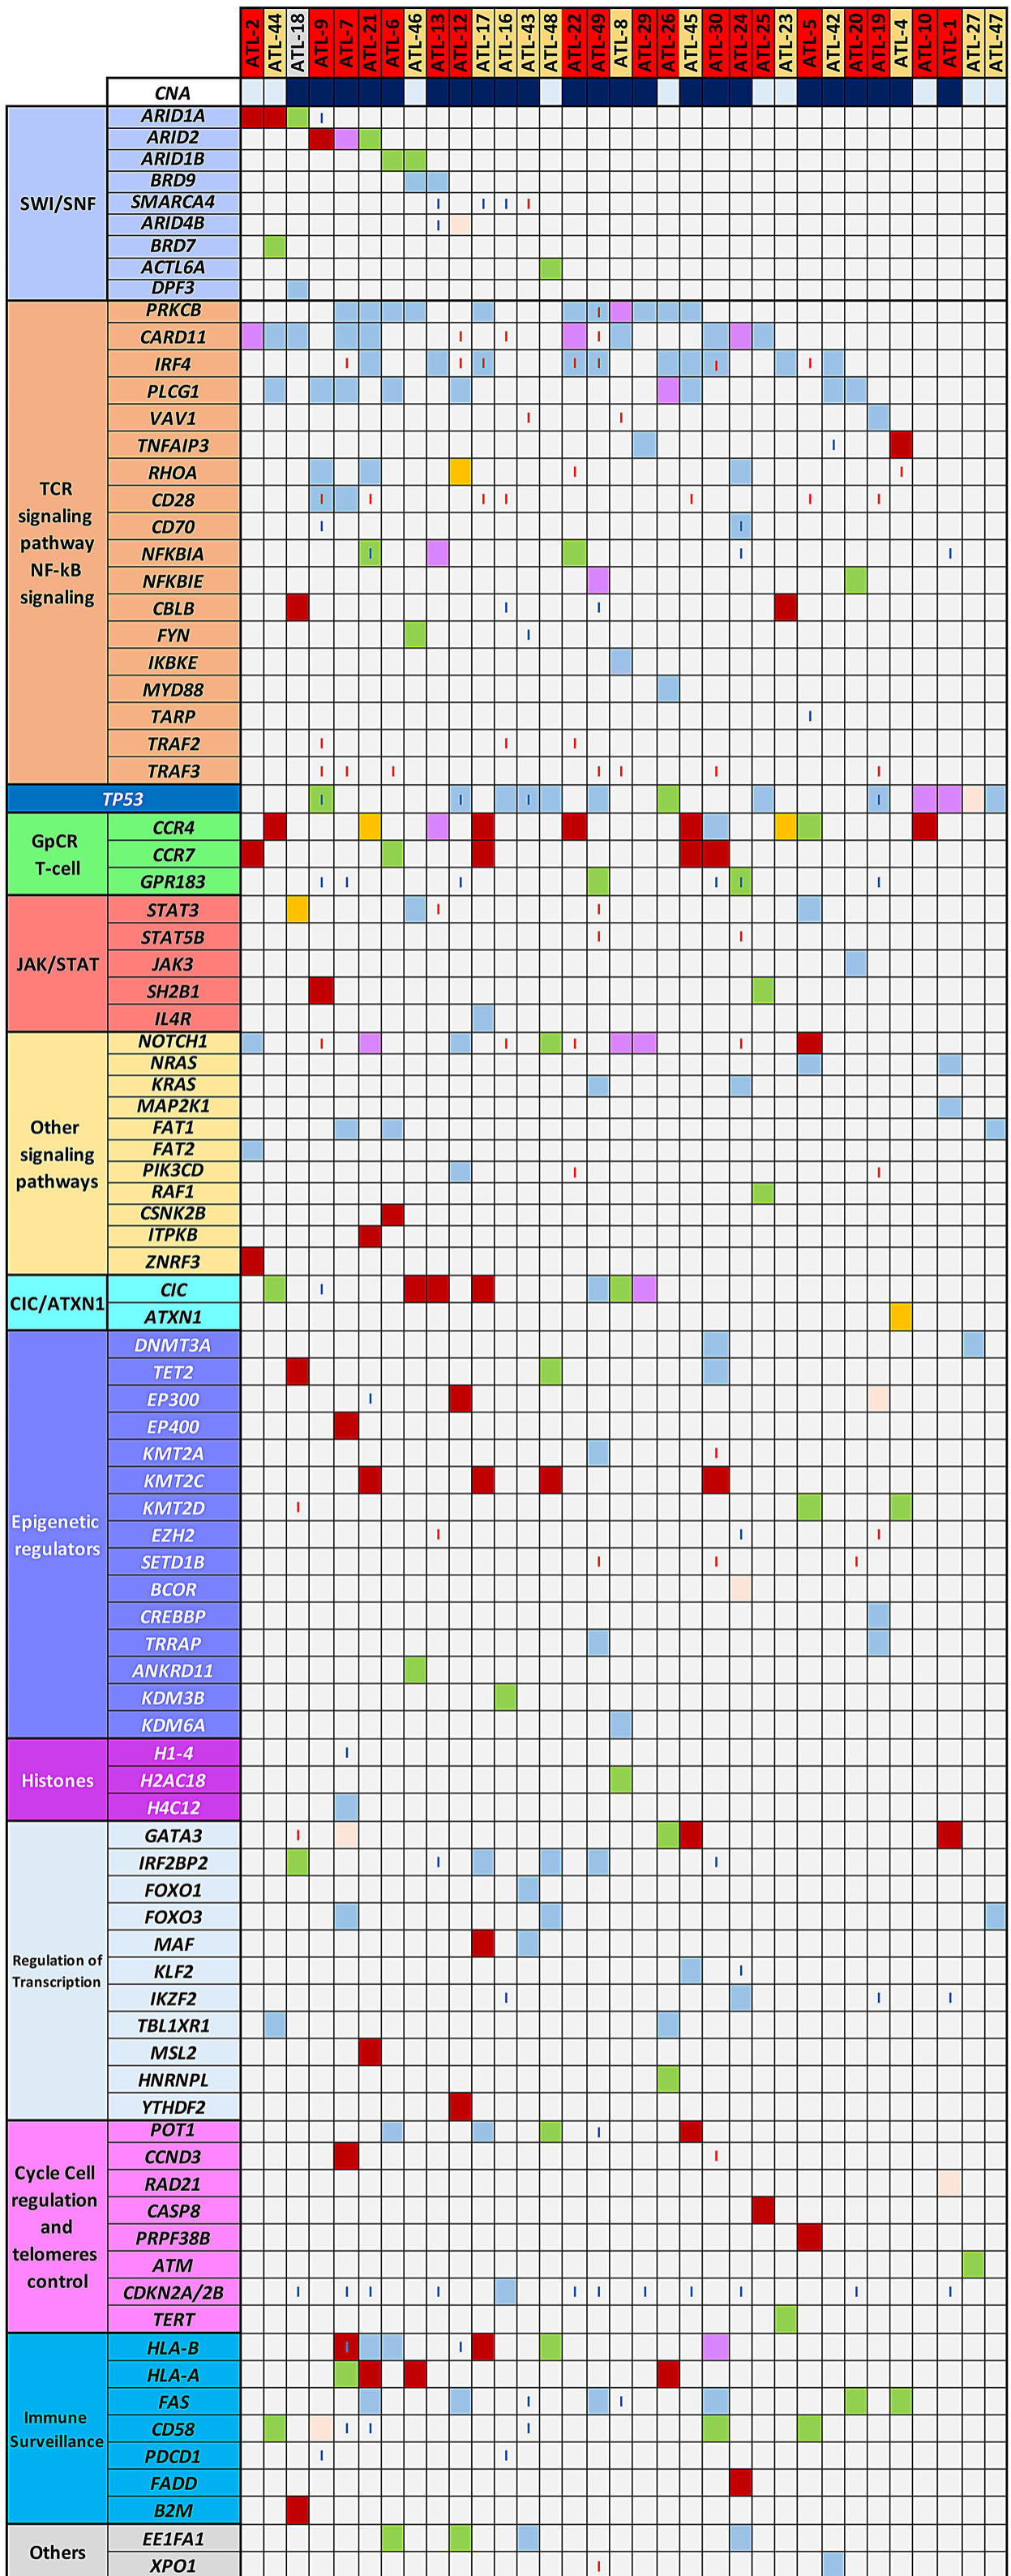 ATL-2 ATL-44 ATL-18 ATL-9 ATL-7 ATL-21 ATL-6 ATL-46 ATL-13 ATL-12 ATL-17 ATL-16 ATL-43 ATL-48 ATL-22 ATL-49 ATL-8 ATL-29 ATL-26 ATL-45 ATL-30 ATL-24 ATL-25 ATL-23 ATL-5 ATL-42 ATL-20 ATL-19 ATL-4 ATL-10 ATL-1 ATL-27 ATL-47
CNA
SWI/SNF
ARID1A
ARID2
ARID1B
BRD9
SMARCA4
ARID4B
BRD7
ACTL6A
DPF3
TCR
signaling
pathway
NF-kB
signaling
PRKCB
CARD11
IRF4
PLCG1
VAV1
TNFAIP3
RHOA
CD28
CD70
NFKBIA
NFKBIE
CBLB
FYN
IKBKE
MYD88
TARP
TRAF2
TRAF3
TP53
GpCR
T-cell
CCR4
CCR7
GPR183
JAK/STAT
STAT3
STAT5B
JAK3
SH2B1
IL4R
Other
signaling
pathways
NOTCH1
NRAS
KRAS
MAP2K1
FAT1
FAT2
PIK3CD
RAF1
CSNK2B
ITPKB
ZNRF3
CIC/ATXN1
CIC
ATXN1
Epigenetic
regulators
DNMT3A
TET2
EP300
EP400
KMT2A
KMT2C
KMT2D
EZH2
SETD1B
BCOR
CREBBP
TRRAP
ANKRD11
KDM3B
KDM6A
Histones
H1-4
H2AC18
H4C12
Regulation of
Transcription
GATA3
IRF2BP2
FOXO1
FOXO3
MAF
KLF2
IKZF2
TBL1XR1
MSL2
HNRNPL
YTHDF2
Cycle Cell
regulation
and
telomeres
control
POT1
CCND3
RAD21
CASP8
PRPF38B
ATM
CDKN2A/2B
TERT
Immune
Surveillance
HLA-B
HLA-A
FAS
CD58
PDCD1
FADD
B2M
Others
EE1FA1
XPO1